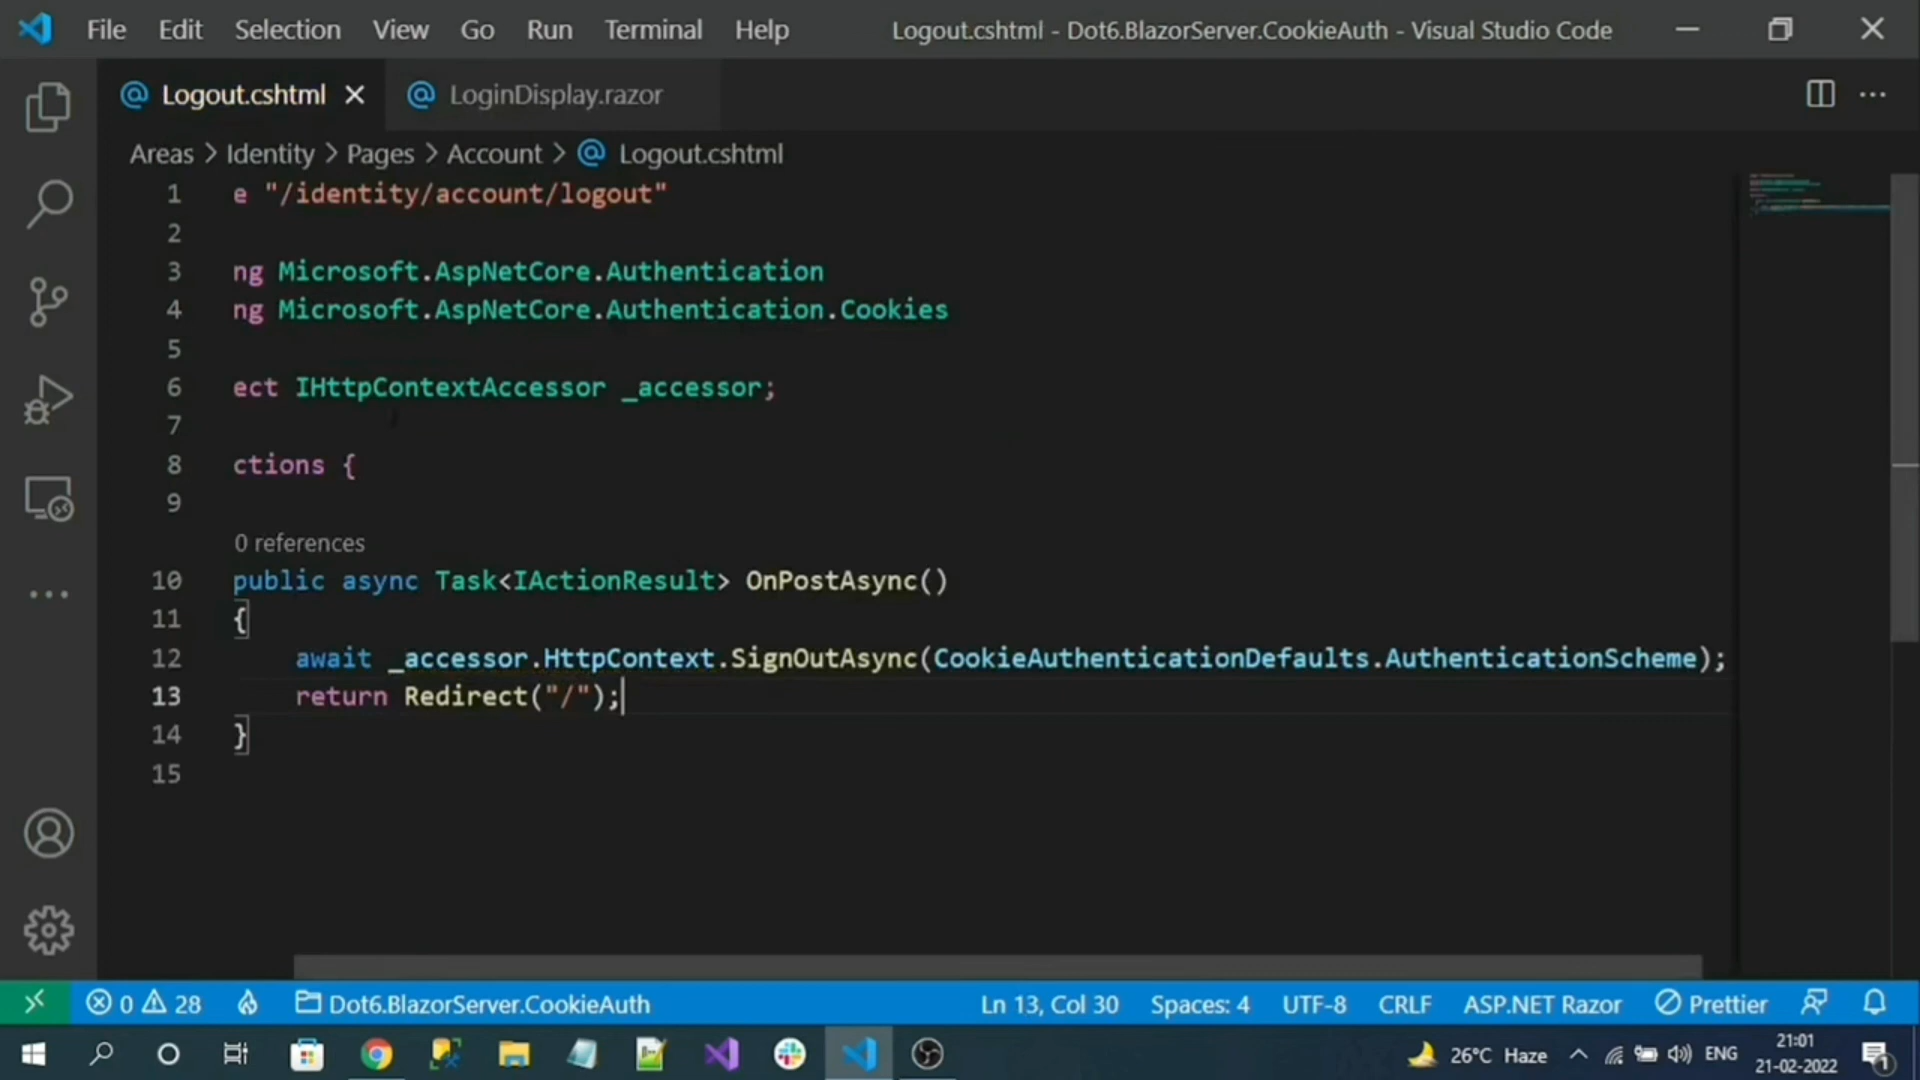 File Edit Selection View Go Run Terminal Help Logout.cshtml - Dot6.BlazorServer.CookieAuth - Visual Studio Code
Logout.cshtml LoginDisplay.razor
Areas > Identity > Pages > Account > Logout.cshtml
1 e "/identity/account/logout"
2
3 ng Microsoft.AspNetCore.Authentication
4 ng Microsoft.AspNetCore.Authentication.Cookies
5
6 ect IHttpContextAccessor _accessor;
7
8 ctions {
9
0 references
10 public async Task<IActionResult> OnPostAsync()
11 {
12 await _accessor.HttpContext.SignOutAsync(CookieAuthenticationDefaults.AuthenticationScheme);
13 return Redirect("/");
14 }
15
0 28 Dot6.BlazorServer.CookieAuth Ln 13, Col 30 Spaces: 4 UTF-8 CRLF ASP.NET Razor Prettier
26°C Haze ENG 21:01
21-02-2022 1